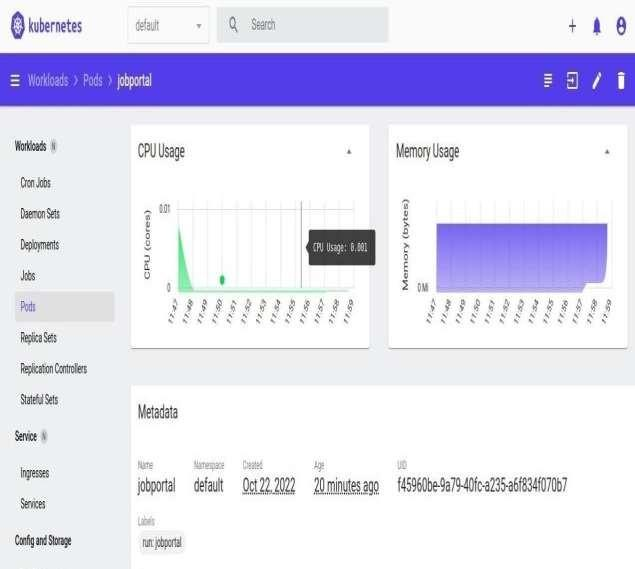 kubernetes
default
Search
Workloads > Pods > jobportal
Workloads N
Cron Jobs
Daemon Sets
Deployments
Jobs
Pods
Replica Sets
Replication Controllers
Stateful Sets
Service N
Ingresses
Services
Config and Storage
CPU Usage
CPU (cores)
0.01
0
CPU Usage: 0.001
11:47 11:48 11:49 11:50 11:51 11:52 11:53 11:54 11:55 11:56 11:57 11:58 11:59
Memory Usage
Memory (bytes)
0 Mi
11:47 11:48 11:49 11:50 11:51 11:52 11:53 11:54 11:55 11:56 11:57 11:58 11:59
Metadata
Name Namespace Created Age UID
jobportal default Oct 22, 2022 20 minutes ago f45960be-9a79-40fc-a235-a6f834f070b7
Labels
run: jobportal